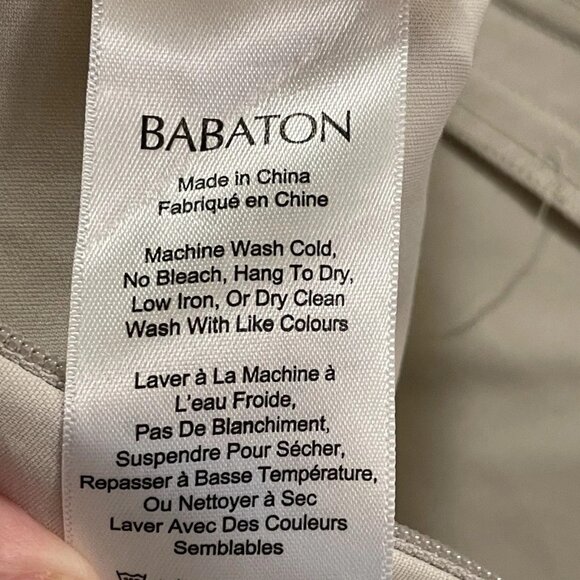 BABATON
Made in China
Fabriqué en Chine
Machine Wash Cold,
No Bleach, Hang To Dry,
Low Iron, Or Dry Clean
Wash With Like Colours
Laver à La Machine à
L'eau Froide,
Pas De Blanchiment,
Suspendre Pour Sécher,
Repasser à Basse Température,
Ou Nettoyer à Sec
Laver Avec Des Couleurs
Semblables